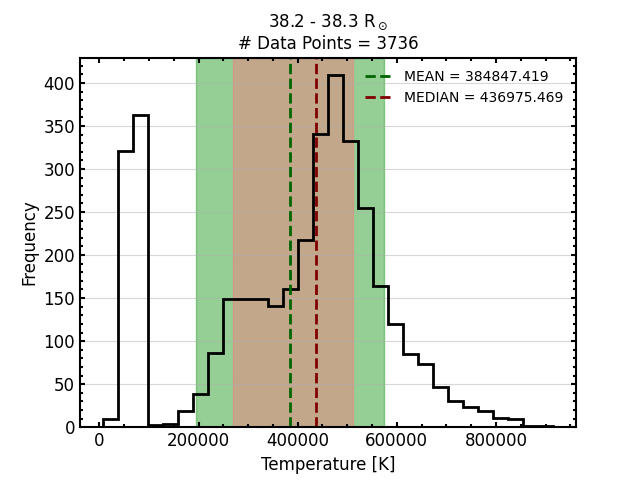 38.2 - 38.3 R⊙
# Data Points = 3736
MEAN = 384847.419
MEDIAN = 436975.469
Frequency
400
350
300
250
200
150
100
50
0
0 200000 400000 600000 800000
Temperature [K]